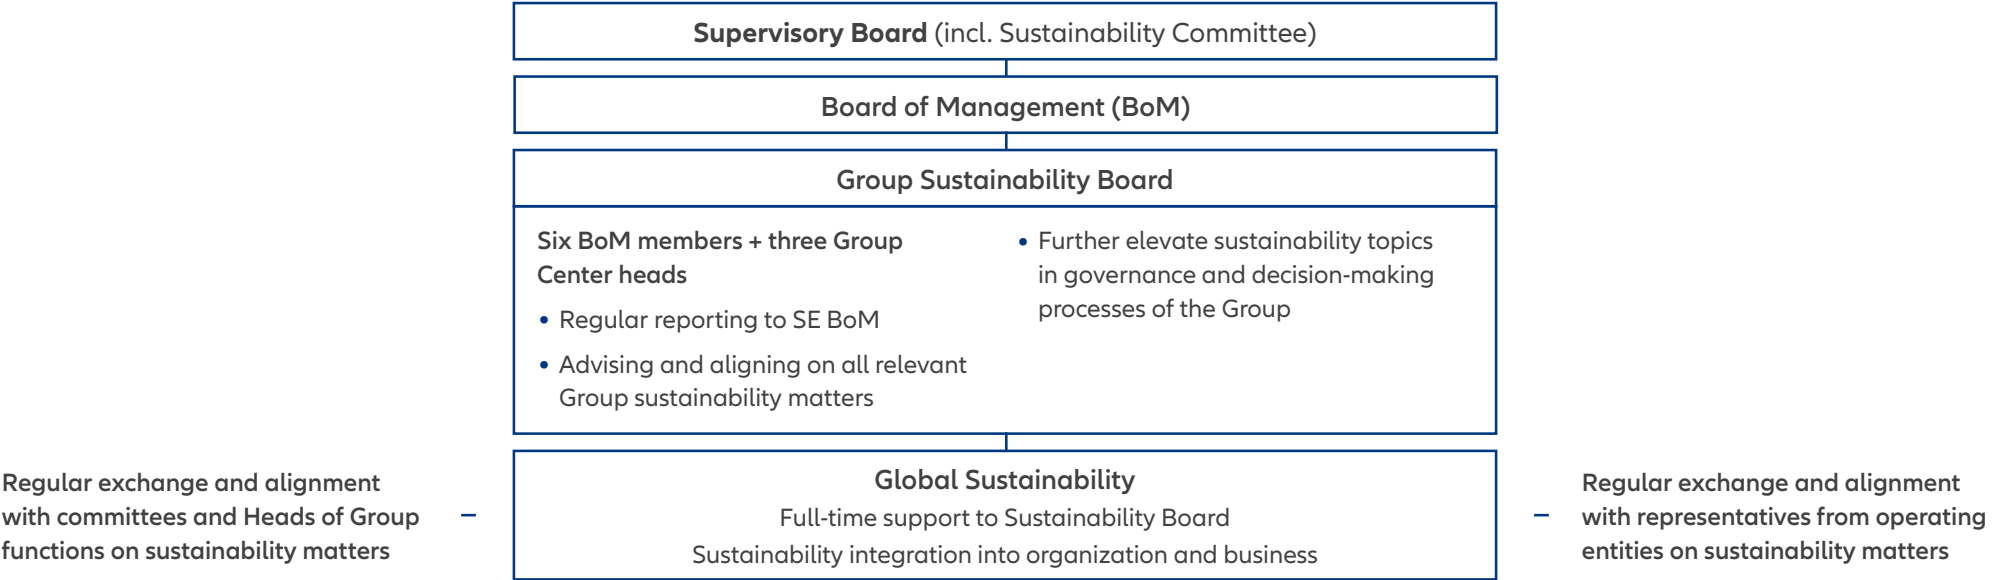 Supervisory Board (incl. Sustainability Committee)
Board of Management (BoM)
Group Sustainability Board
Six BoM members + three Group
Center heads
• Regular reporting to SE BoM
• Advising and aligning on all relevant
Group sustainability matters
• Further elevate sustainability topics
in governance and decision-making
processes of the Group
Regular exchange and alignment
with committees and Heads of Group
functions on sustainability matters
Global Sustainability
Full-time support to Sustainability Board
Sustainability integration into organization and business
Regular exchange and alignment
with representatives from operating
entities on sustainability matters